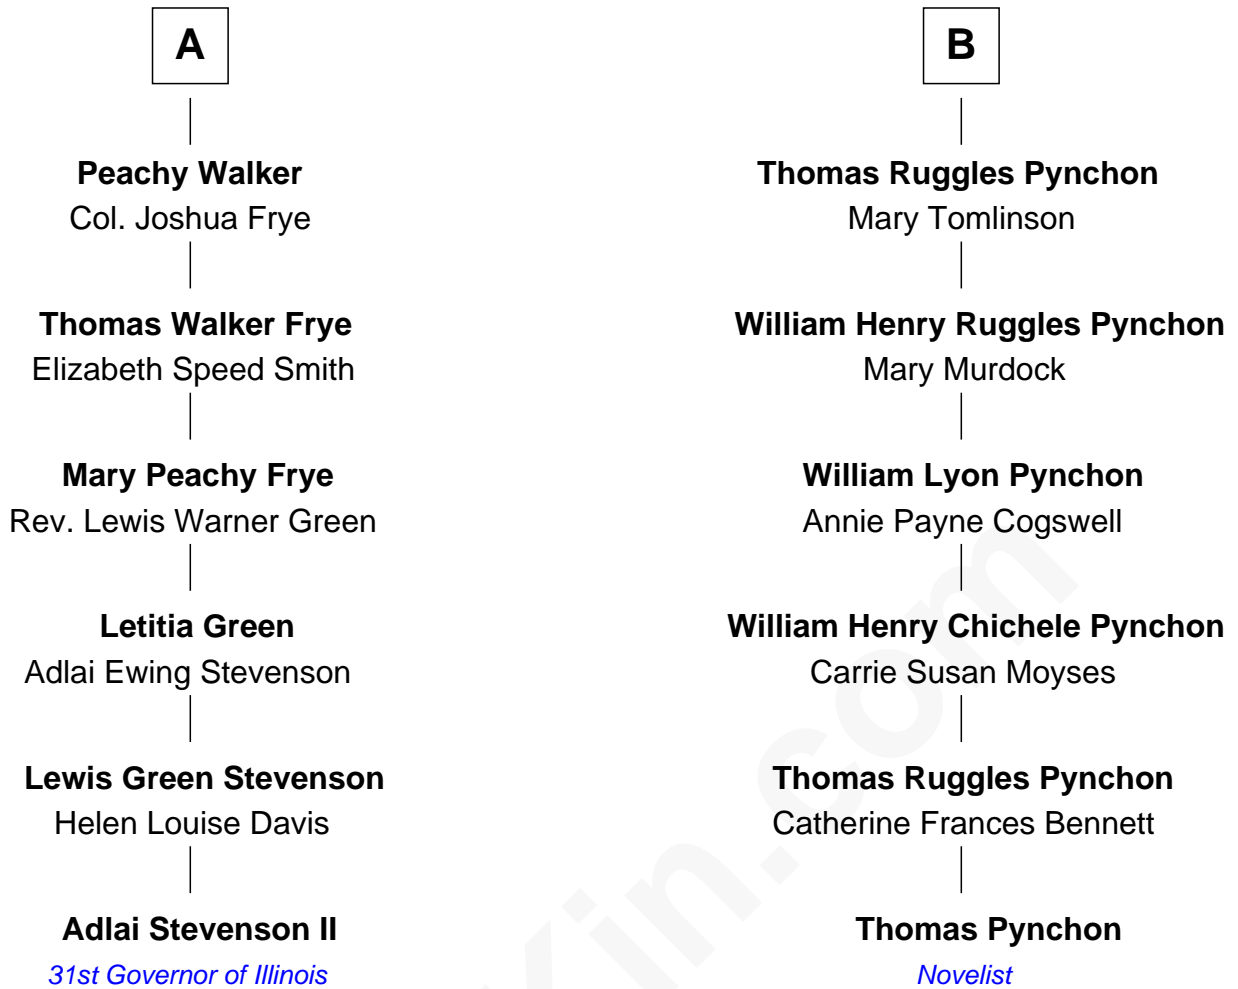 A
Peachy Walker
Col. Joshua Frye
Thomas Walker Frye
Elizabeth Speed Smith
Mary Peachy Frye
Rev. Lewis Warner Green
Letitia Green
Adlai Ewing Stevenson
Lewis Green Stevenson
Helen Louise Davis
Adlai Stevenson II
31st Governor of Illinois
B
Thomas Ruggles Pynchon
Mary Tomlinson
William Henry Ruggles Pynchon
Mary Murdock
William Lyon Pynchon
Annie Payne Cogswell
William Henry Chichele Pynchon
Carrie Susan Moyses
Thomas Ruggles Pynchon
Catherine Frances Bennett
Thomas Pynchon
Novelist
Kin.com